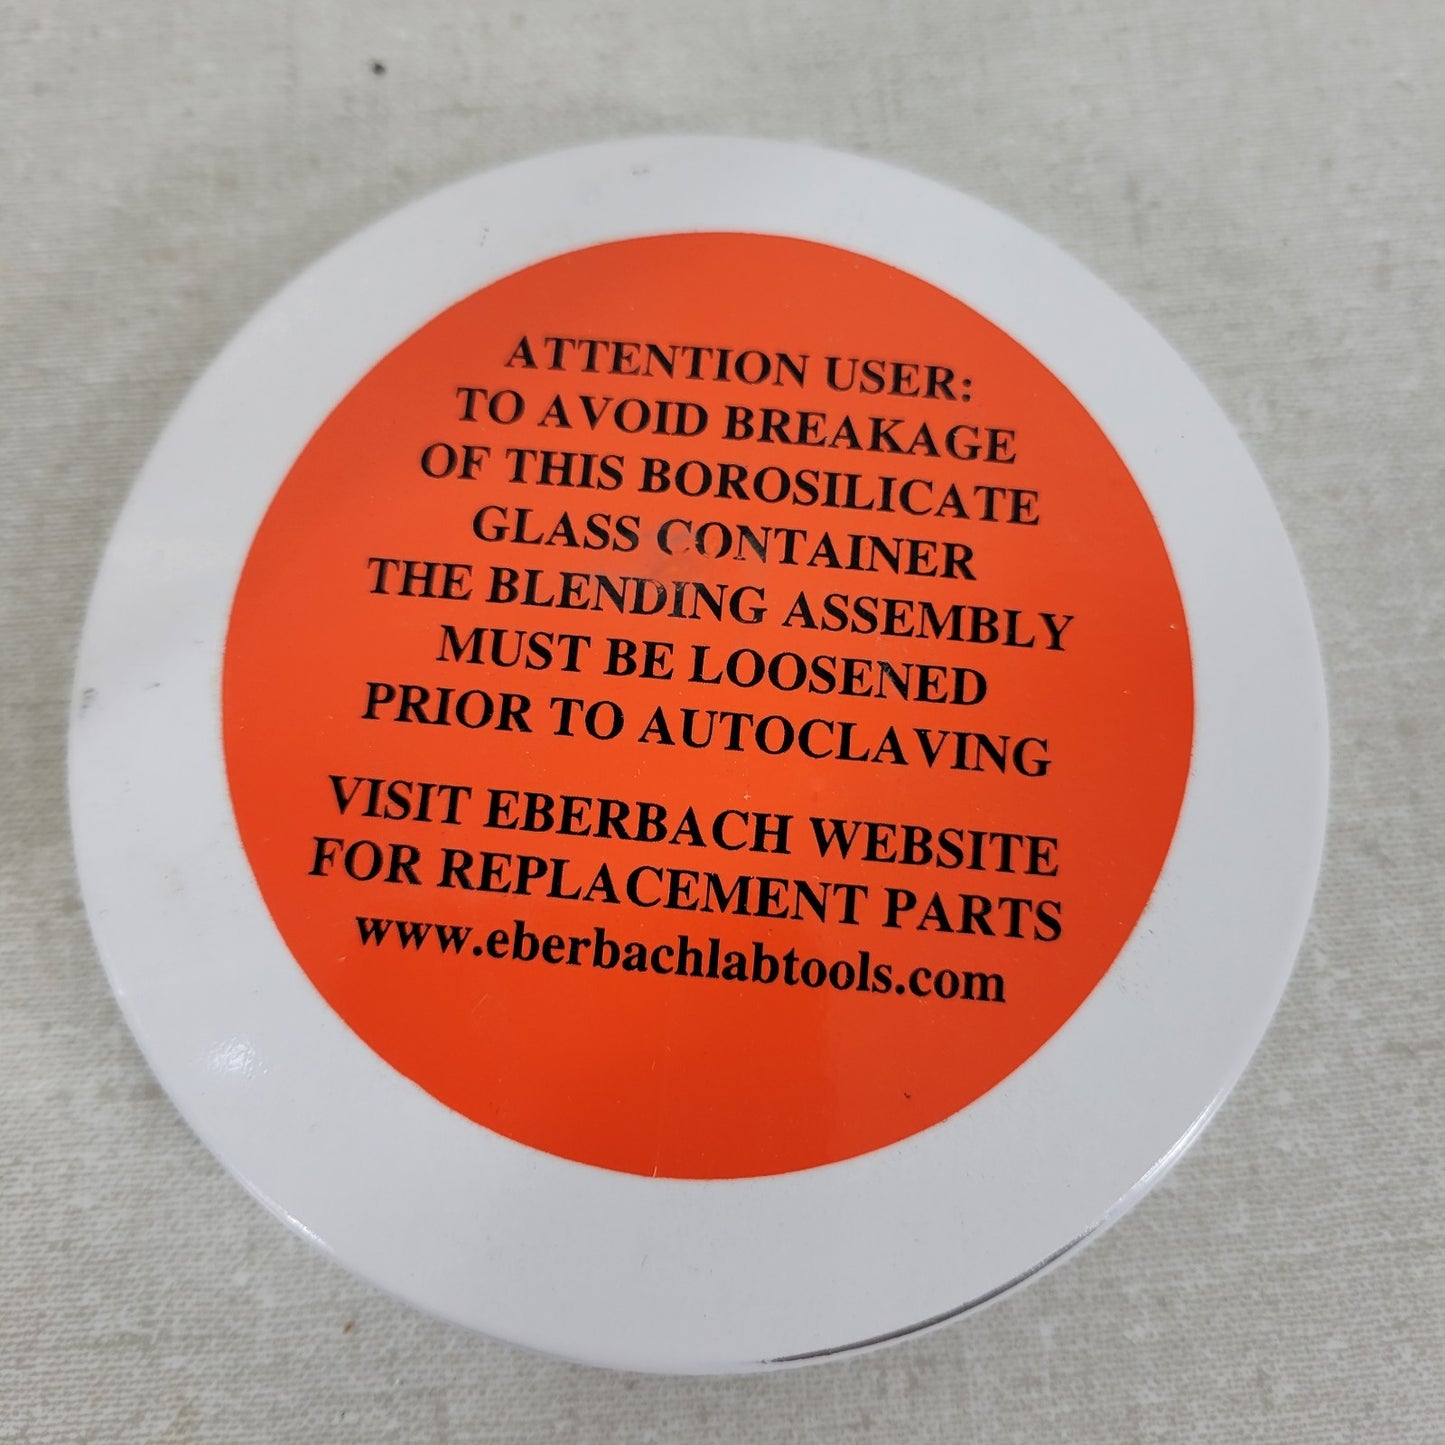 ATTENTION USER:
TO AVOID BREAKAGE
OF THIS BOROSILICATE
GLASS CONTAINER
THE BLENDING ASSEMBLY
MUST BE LOOSENED
PRIOR TO AUTOCLAVING
VISIT EBERBACH WEBSITE
FOR REPLACEMENT PARTS
www.eberbachlabtools.com